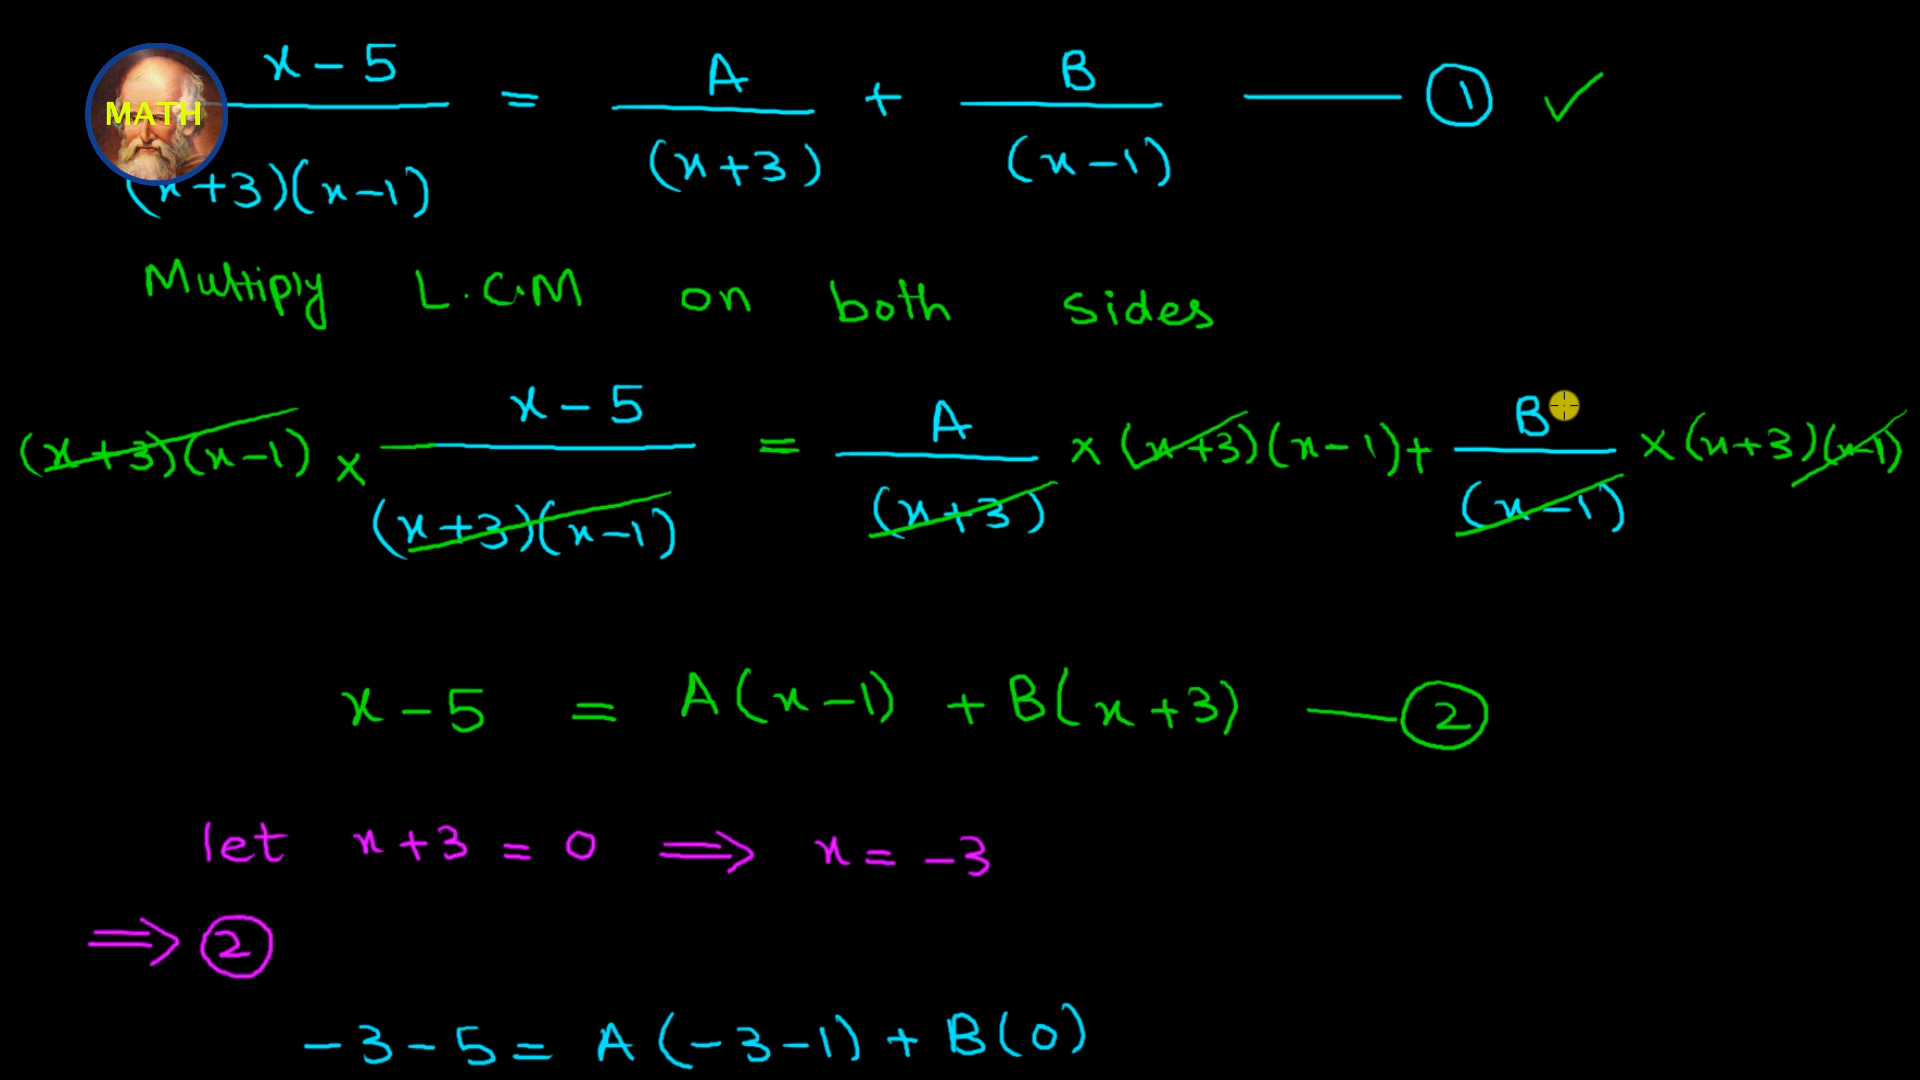 MATH
x - 5 = A + B —— ① ✓
(x+3)(x-1) (x+3) (x-1)
Multiply L.C.M on both sides
(x+3)(x-1) × x - 5 = A × (x+3)(x-1) + B × (x+3)(x-1)
(x+3)(x-1) (x+3) (x-1)
x - 5 = A(x-1) + B(x+3) — ②
let x+3 = 0 ⟹ x = -3
⟹ ②
-3-5 = A(-3-1) + B(0)